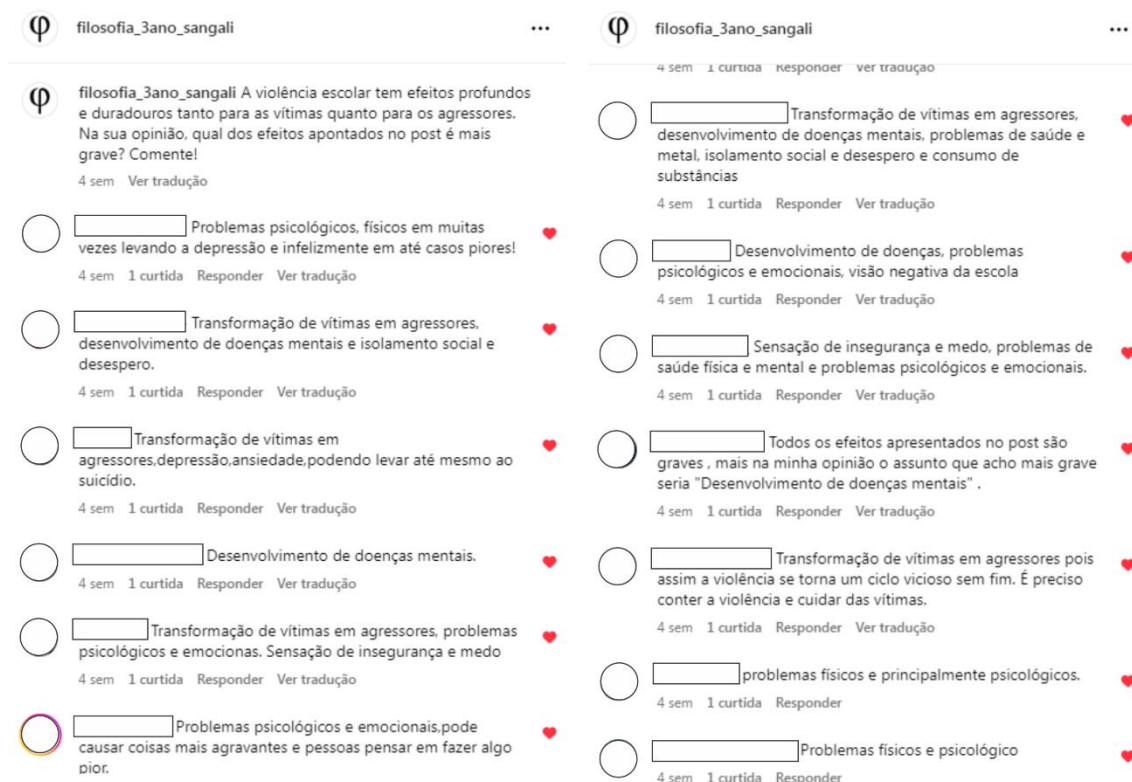 φ filosofia_3ano_sangali ...
φ filosofia_3ano_sangali A violência escolar tem efeitos profundos
e duradouros tanto para as vítimas quanto para os agressores.
Na sua opinião, qual dos efeitos apontados no post é mais
grave? Comente!
4 sem Ver tradução
Problemas psicológicos, físicos em muitas
vezes levando a depressão e infelizmente em até casos piores!
4 sem 1 curtida Responder Ver tradução
Transformação de vítimas em agressores,
desenvolvimento de doenças mentais e isolamento social e
desespero.
4 sem 1 curtida Responder Ver tradução
Transformação de vítimas em
agressores,depressão,ansiedade,podendo levar até mesmo ao
suicídio.
4 sem 1 curtida Responder Ver tradução
Desenvolvimento de doenças mentais.
4 sem 1 curtida Responder Ver tradução
Transformação de vítimas em agressores, problemas
psicológicos e emocionas. Sensação de insegurança e medo
4 sem 1 curtida Responder Ver tradução
Problemas psicológicos e emocionais,pode
causar coisas mais agravantes e pessoas pensar em fazer algo
pior.
φ filosofia_3ano_sangali ...
4 sem 1 curtida Responder Ver tradução
Transformação de vítimas em agressores,
desenvolvimento de doenças mentais, problemas de saúde e
metal, isolamento social e desespero e consumo de
substâncias
4 sem 1 curtida Responder Ver tradução
Desenvolvimento de doenças, problemas
psicológicos e emocionais, visão negativa da escola
4 sem 1 curtida Responder Ver tradução
Sensação de insegurança e medo, problemas de
saúde física e mental e problemas psicológicos e emocionais.
4 sem 1 curtida Responder Ver tradução
Todos os efeitos apresentados no post são
graves , mais na minha opinião o assunto que acho mais grave
seria "Desenvolvimento de doenças mentais" .
4 sem 1 curtida Responder Ver tradução
Transformação de vítimas em agressores pois
assim a violência se torna um ciclo vicioso sem fim. É preciso
conter a violência e cuidar das vítimas.
4 sem 1 curtida Responder Ver tradução
problemas físicos e principalmente psicológicos.
4 sem 1 curtida Responder
Problemas físicos e psicológico
4 sem 1 curtida Responder